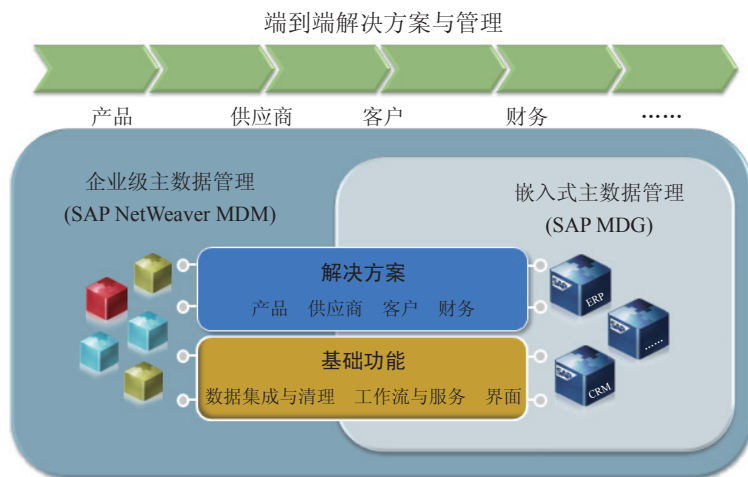 端到端解决方案与管理
产品 供应商 客户 财务 ……
企业级主数据管理
(SAP NetWeaver MDM)
嵌入式主数据管理
(SAP MDG)
解决方案
产品 供应商 客户 财务
基础功能
数据集成与清理 工作流与服务 界面
SAP
ERP
SAP
……
SAP
CRM